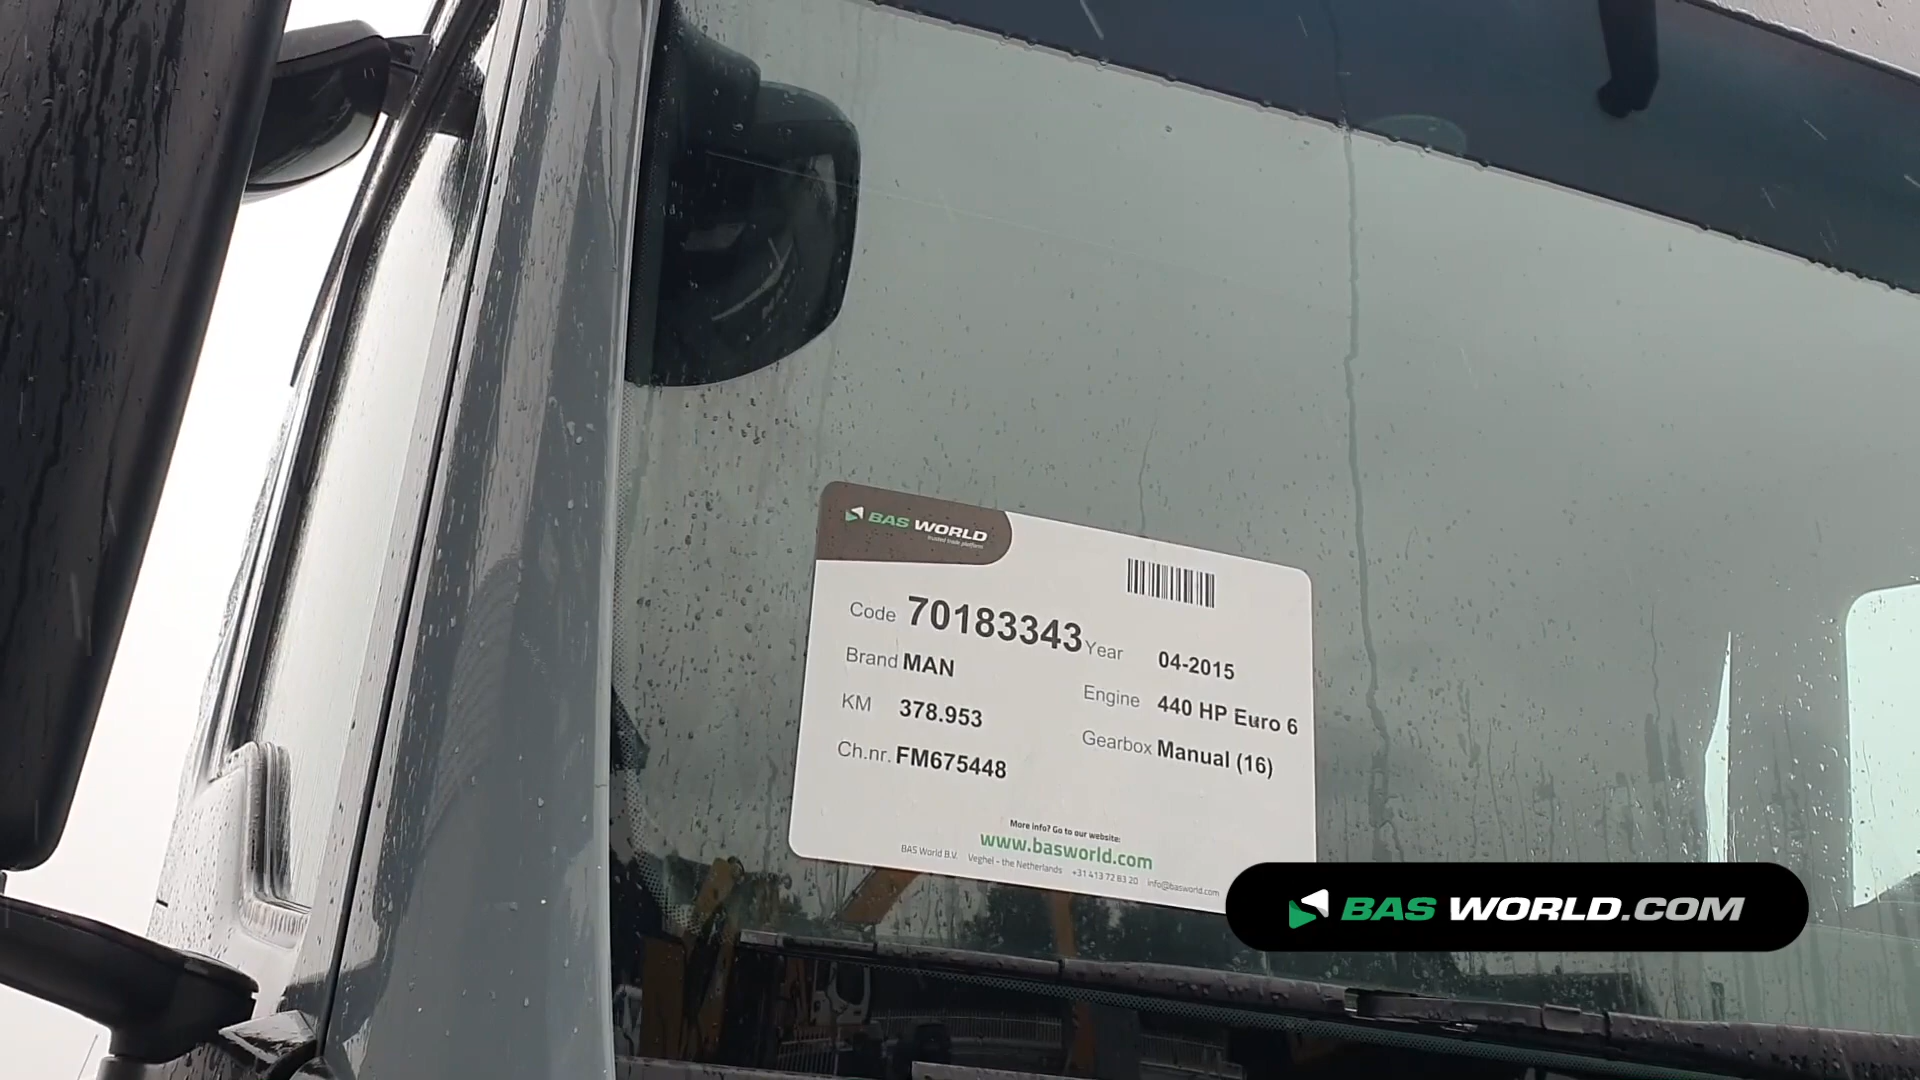 BAS WORLD
trusted trade platform
Code 70183343
Year 04-2015
Brand MAN
Engine 440 HP Euro 6
KM 378.953
Gearbox Manual (16)
Ch.nr. FM675448
More info? Go to our website:
www.basworld.com
BAS World B.V. Veghel - the Netherlands +31 413 72 83 20 info@basworld.com
BAS WORLD.COM